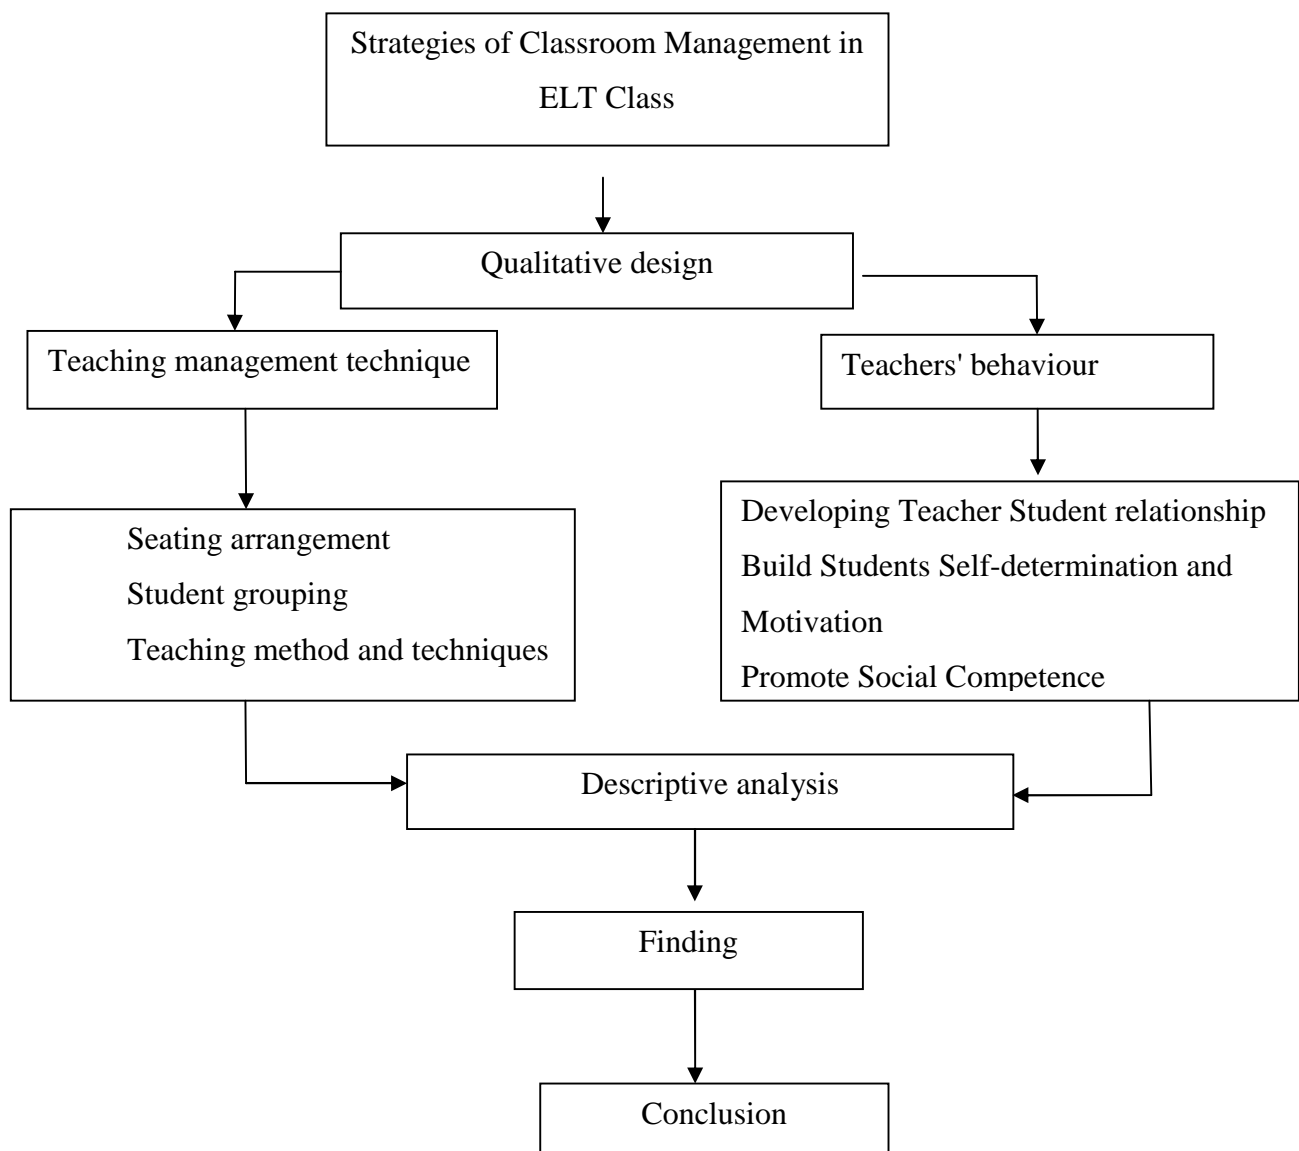 Strategies of Classroom Management in
ELT Class
Qualitative design
Teaching management technique
Teachers' behaviour
Seating arrangement
Student grouping
Teaching method and techniques
Developing Teacher Student relationship
Build Students Self-determination and
Motivation
Promote Social Competence
Descriptive analysis
Finding
Conclusion